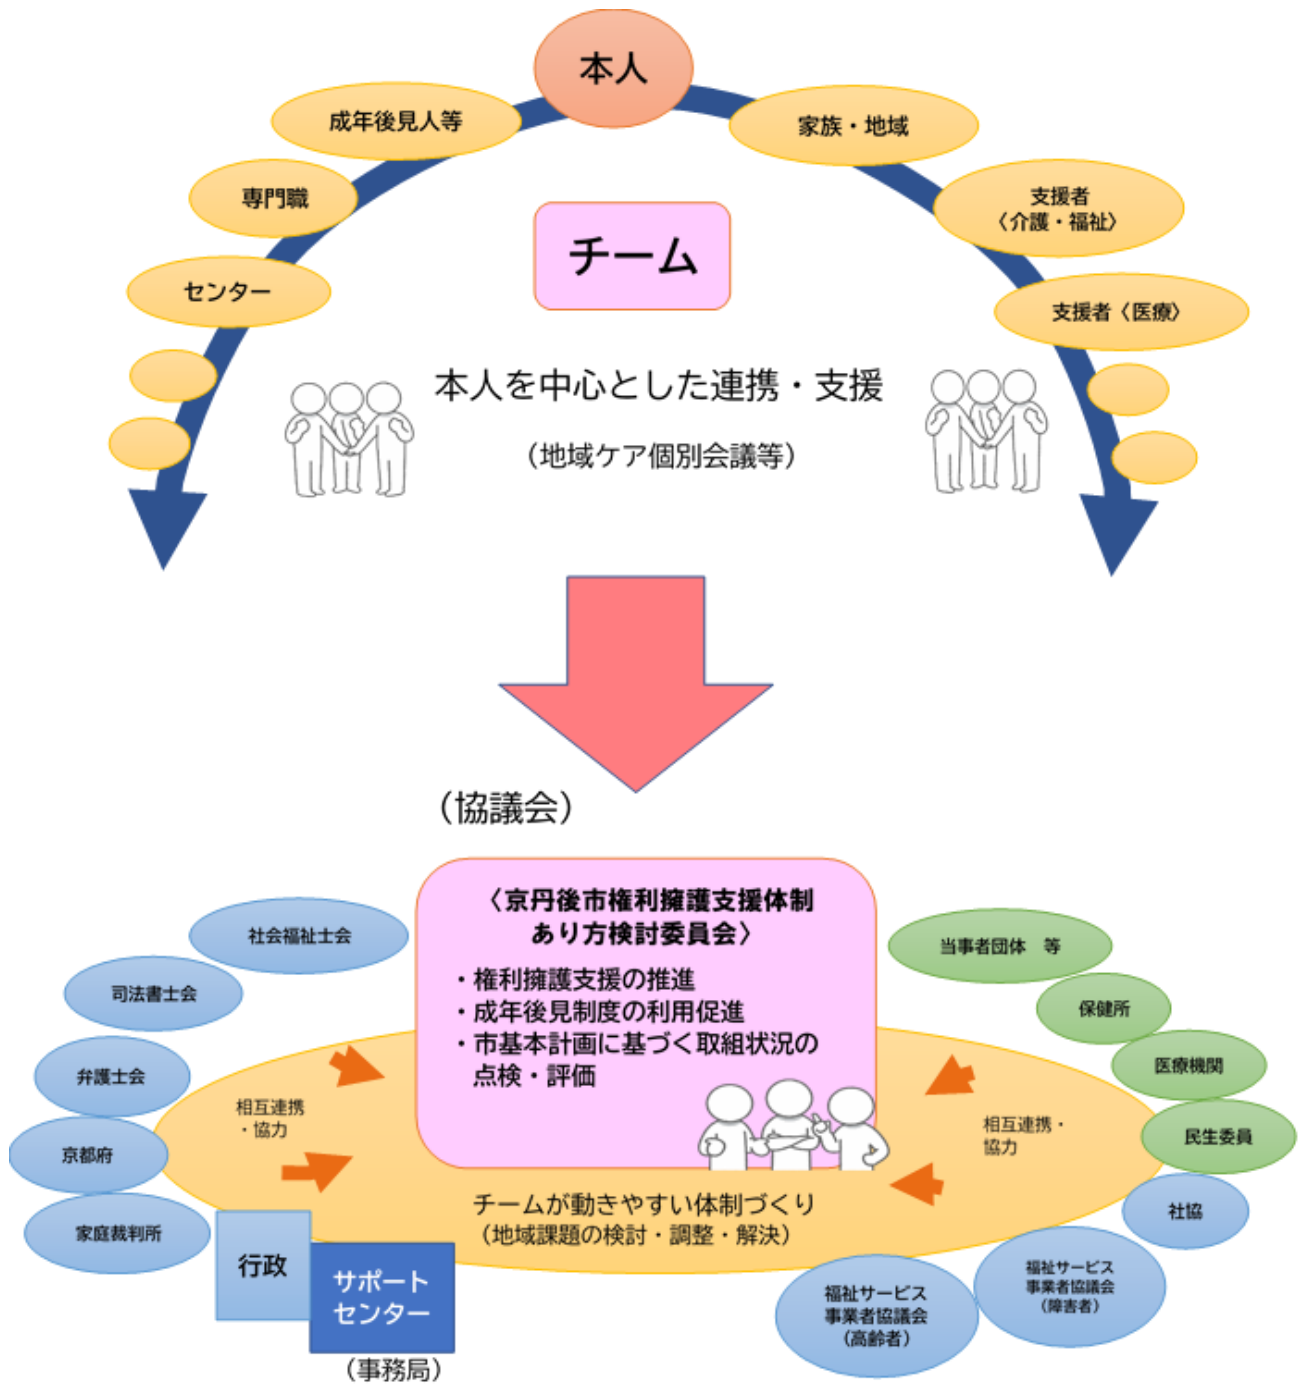 本人
成年後見人等
家族・地域
専門職
支援者
〈介護・福祉〉
チーム
センター
支援者〈医療〉
本人を中心とした連携・支援
（地域ケア個別会議等）
（協議会）
〈京丹後市権利擁護支援体制
あり方検討委員会〉
・権利擁護支援の推進
・成年後見制度の利用促進
・市基本計画に基づく取組状況の
点検・評価
社会福祉士会
司法書士会
弁護士会
京都府
家庭裁判所
相互連携
・協力
当事者団体　等
保健所
医療機関
民生委員
社協
相互連携・
協力
チームが動きやすい体制づくり
（地域課題の検討・調整・解決）
行政
サポート
センター
（事務局）
福祉サービス
事業者協議会
（高齢者）
福祉サービス
事業者協議会
（障害者）